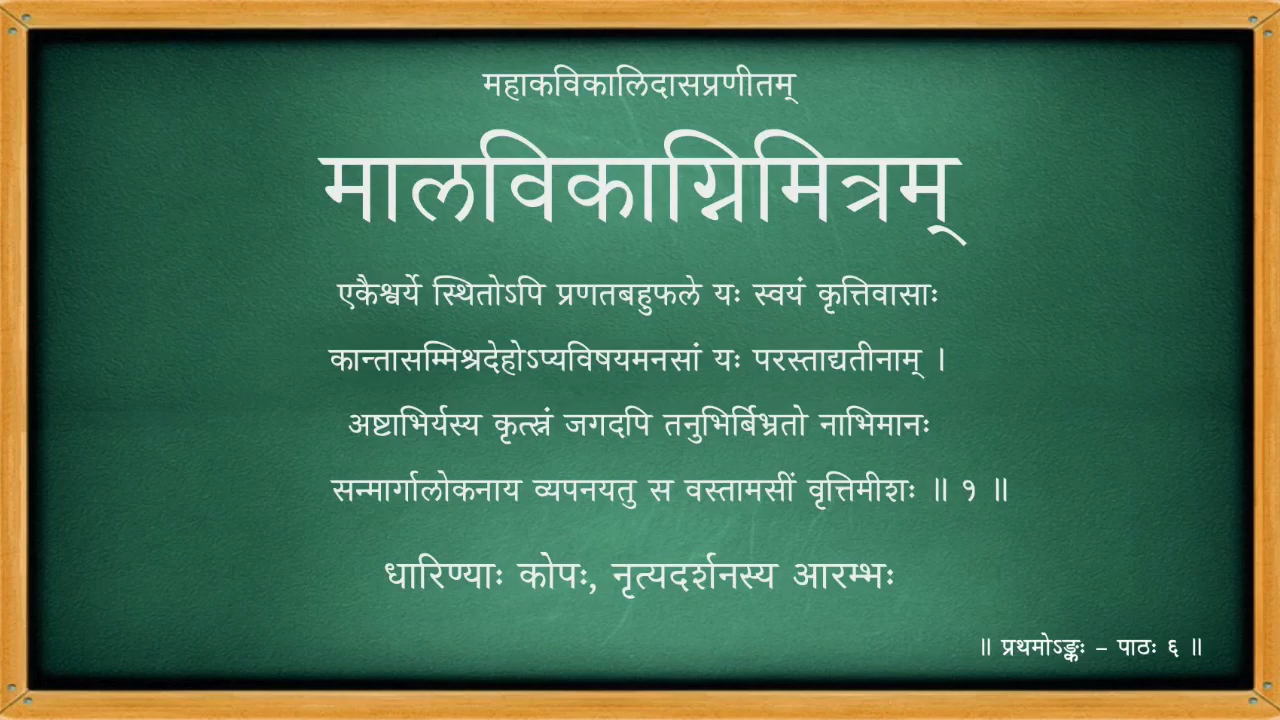 महाकविकालिदासप्रणीतम्
मालविकाग्निमित्रम्
एकैश्वर्ये स्थितोऽपि प्रणतबहुफले यः स्वयं कृत्तिवासाः
कान्तासम्मिश्रदेहोऽप्यविषयमनसां यः परस्ताद्यतीनाम् ।
अष्टाभिर्यस्य कृत्स्नं जगदपि तनुभिर्बिभ्रतो नाभिमानः
सन्मार्गालोकनाय व्यपनयतु स वस्तामसीं वृत्तिमीशः ॥ १ ॥
धारिण्याः कोपः, नृत्यदर्शनस्य आरम्भः
॥ प्रथमोऽङ्कः – पाठः ६ ॥